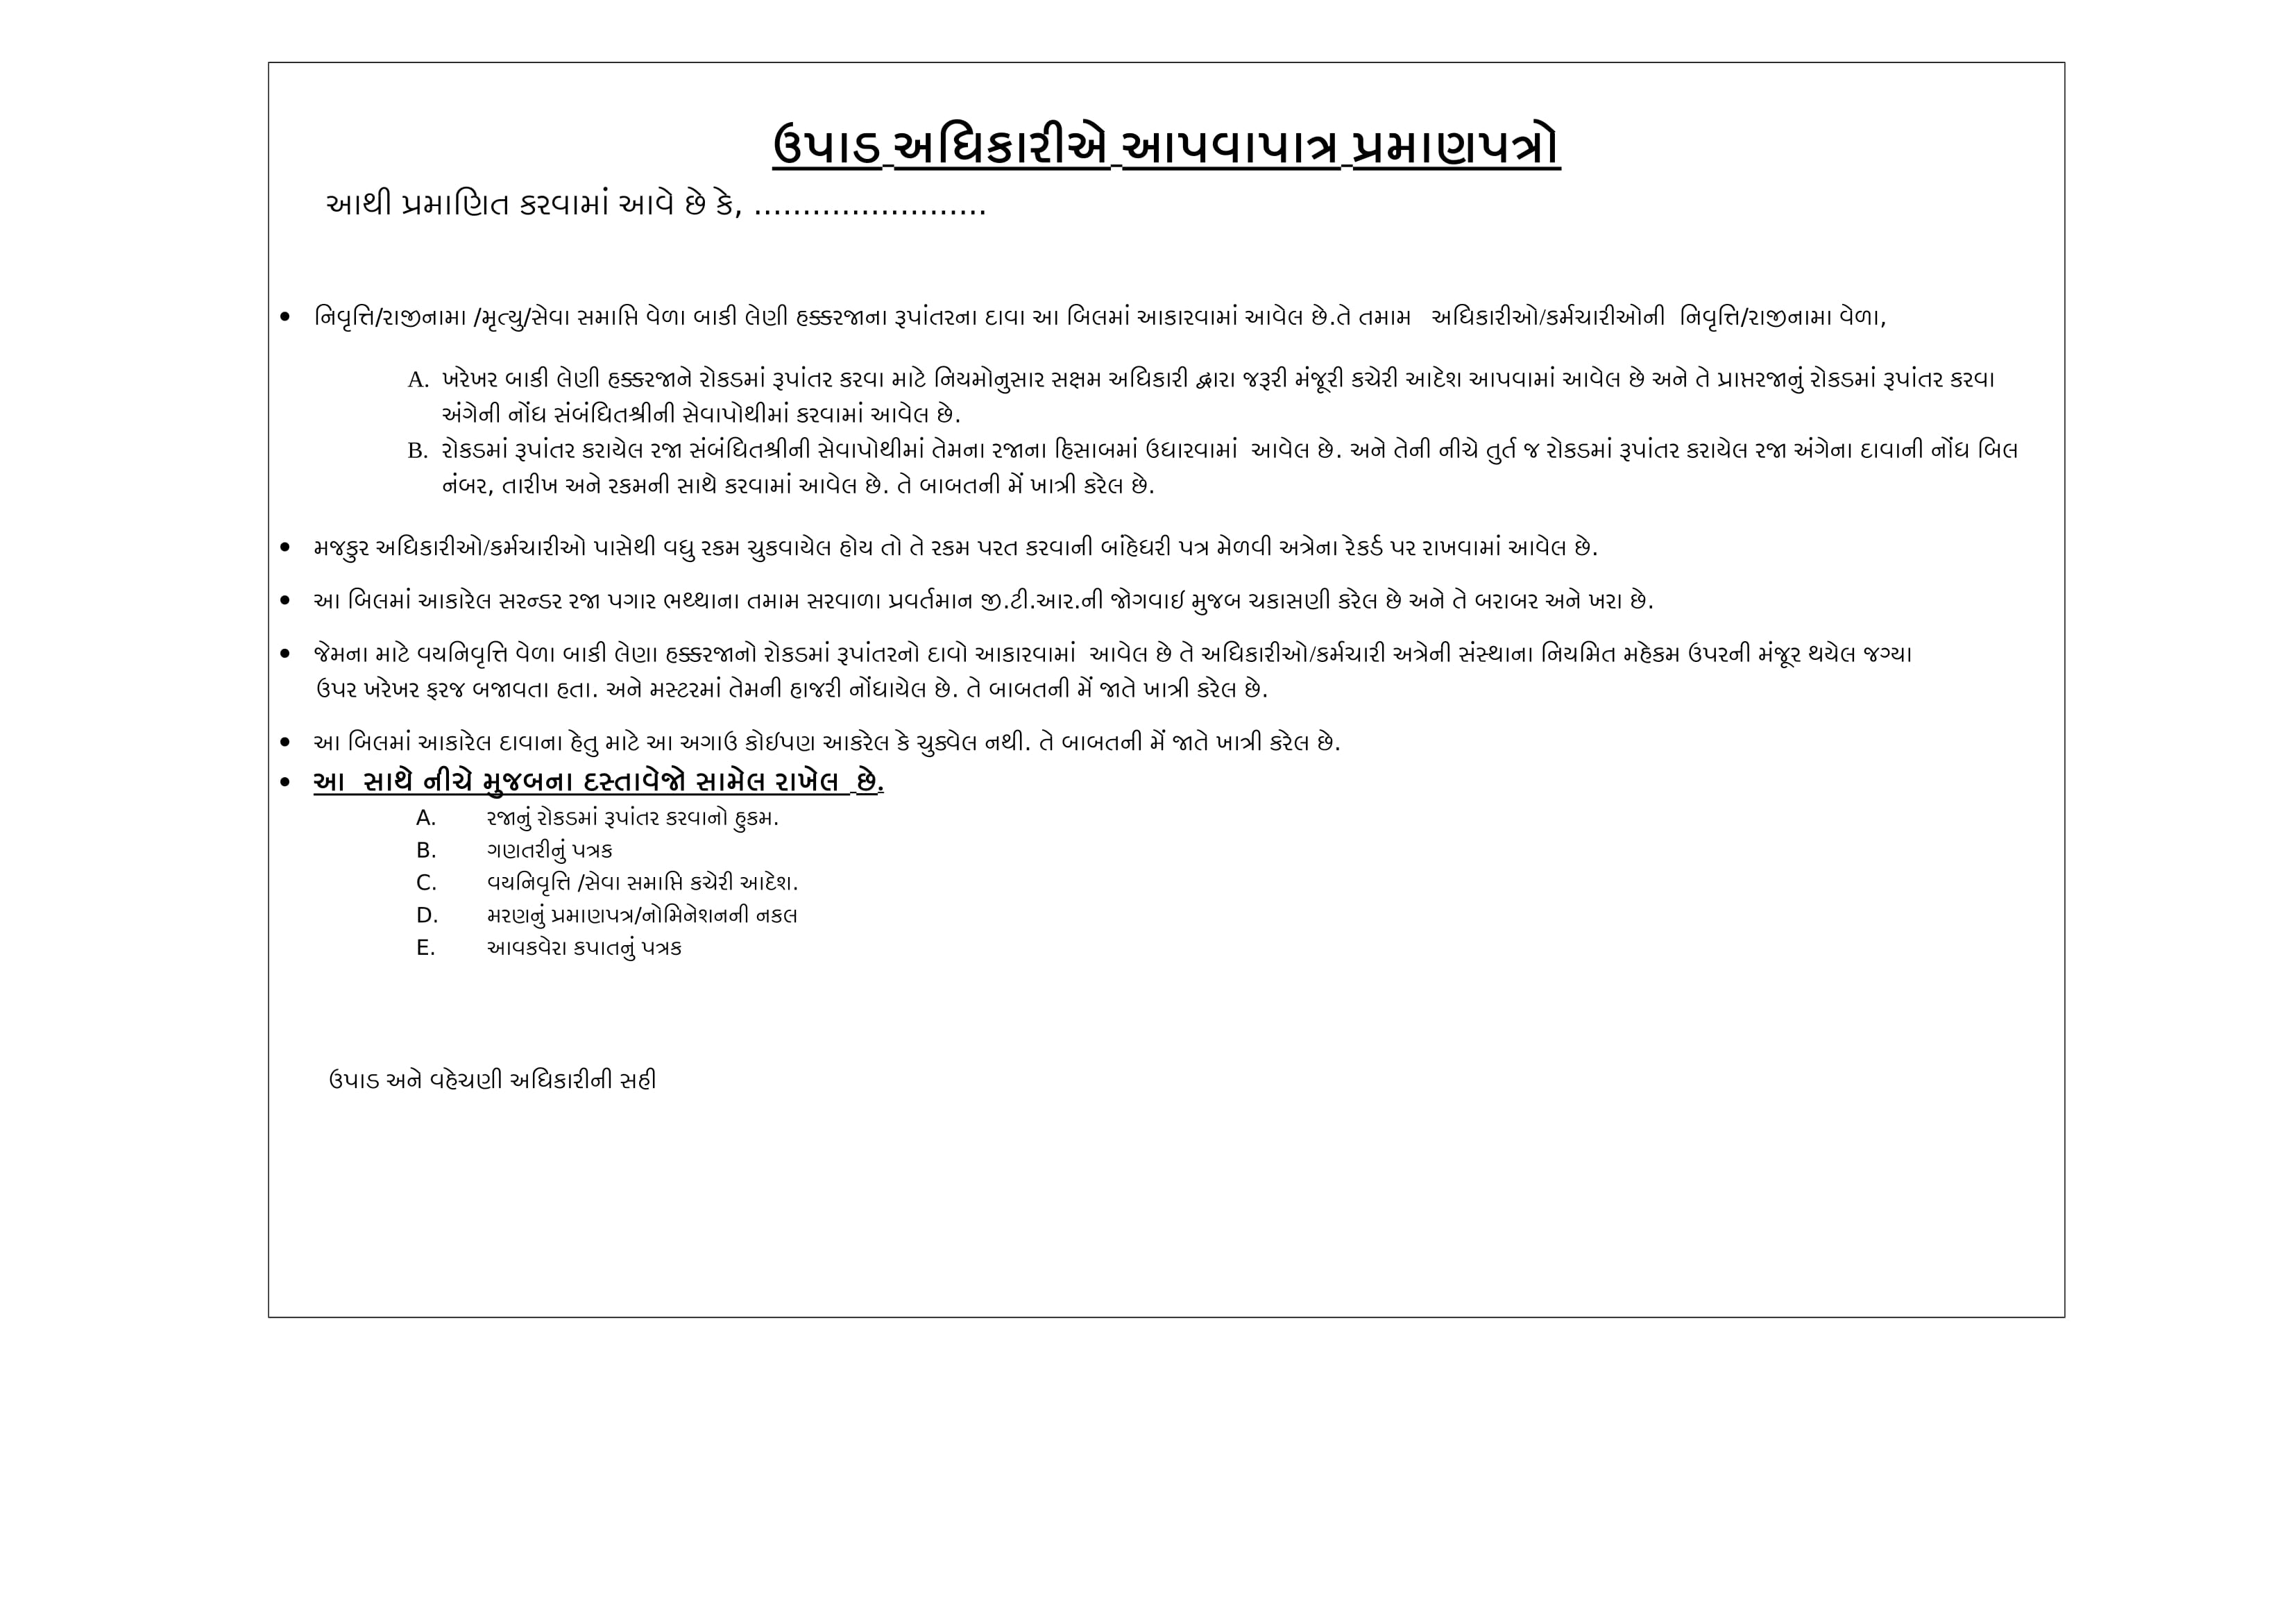 ઉપાડ અધિકારીએ આપવાપાત્ર પ્રમાણપત્રો
આથી પ્રમાણિત કરવામાં આવે છે કે, ........................
• નિવૃત્તિ/રાજીનામા /મૃત્યુ/સેવા સમાપ્તિ વેળા બાકી લેણી હક્કરજાના રૂપાંતરના દાવા આ બિલમાં આકારવામાં આવેલ છે.તે તમામ અધિકારીઓ/કર્મચારીઓની નિવૃત્તિ/રાજીનામા વેળા,
A. ખરેખર બાકી લેણી હક્કરજાને રોકડમાં રૂપાંતર કરવા માટે નિયમોનુસાર સક્ષમ અધિકારી દ્વારા જરૂરી મંજૂરી કચેરી આદેશ આપવામાં આવેલ છે અને તે પ્રાપ્તરજાનું રોકડમાં રૂપાંતર કરવા
અંગેની નોંધ સંબંધિતશ્રીની સેવાપોથીમાં કરવામાં આવેલ છે.
B. રોકડમાં રૂપાંતર કરાયેલ રજા સંબંધિતશ્રીની સેવાપોથીમાં તેમના રજાના હિસાબમાં ઉધારવામાં આવેલ છે. અને તેની નીચે તુર્ત જ રોકડમાં રૂપાંતર કરાયેલ રજા અંગેના દાવાની નોંધ બિલ
નંબર, તારીખ અને રકમની સાથે કરવામાં આવેલ છે. તે બાબતની મેં ખાત્રી કરેલ છે.
• મજકુર અધિકારીઓ/કર્મચારીઓ પાસેથી વધુ રકમ ચુકવાયેલ હોય તો તે રકમ પરત કરવાની બાંહેધરી પત્ર મેળવી અત્રેના રેકર્ડ પર રાખવામાં આવેલ છે.
• આ બિલમાં આકારેલ સરન્ડર રજા પગાર ભથ્થાના તમામ સરવાળા પ્રવર્તમાન જી.ટી.આર.ની જોગવાઈ મુજબ ચકાસણી કરેલ છે અને તે બરાબર અને ખરા છે.
• જેમના માટે વયનિવૃત્તિ વેળા બાકી લેણા હક્કરજાનો રોકડમાં રૂપાંતરનો દાવો આકારવામાં આવેલ છે તે અધિકારીઓ/કર્મચારી અત્રેની સંસ્થાના નિયમિત મહેકમ ઉપરની મંજૂર થયેલ જગ્યા
ઉપર ખરેખર ફરજ બજાવતા હતા. અને મસ્ટરમાં તેમની હાજરી નોંધાયેલ છે. તે બાબતની મેં જાતે ખાત્રી કરેલ છે.
• આ બિલમાં આકારેલ દાવાના હેતુ માટે આ અગાઉ કોઈપણ આકરેલ કે ચુક્વેલ નથી. તે બાબતની મેં જાતે ખાત્રી કરેલ છે.
• આ સાથે નીચે મુજબના દસ્તાવેજો સામેલ રાખેલ છે.
A. રજાનું રોકડમાં રૂપાંતર કરવાનો હુકમ.
B. ગણતરીનું પત્રક
C. વયનિવૃત્તિ /સેવા સમાપ્તિ કચેરી આદેશ.
D. મરણનું પ્રમાણપત્ર/નોમિનેશનની નકલ
E. આવકવેરા કપાતનું પત્રક
ઉપાડ અને વહેચણી અધિકારીની સહી